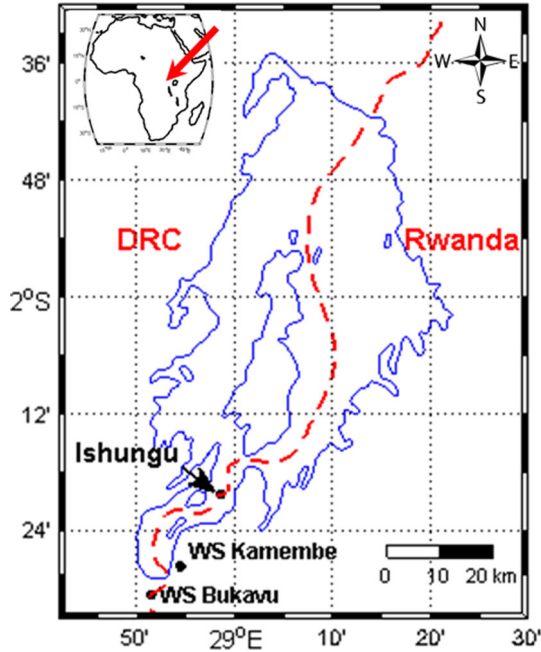 N
W E
S
36'
48'
DRC
Rwanda
2°S
12'
Ishungu
24'
WS Kamembe
WS Bukavu
0 10 20 km
50' 29°E 10' 20' 30'